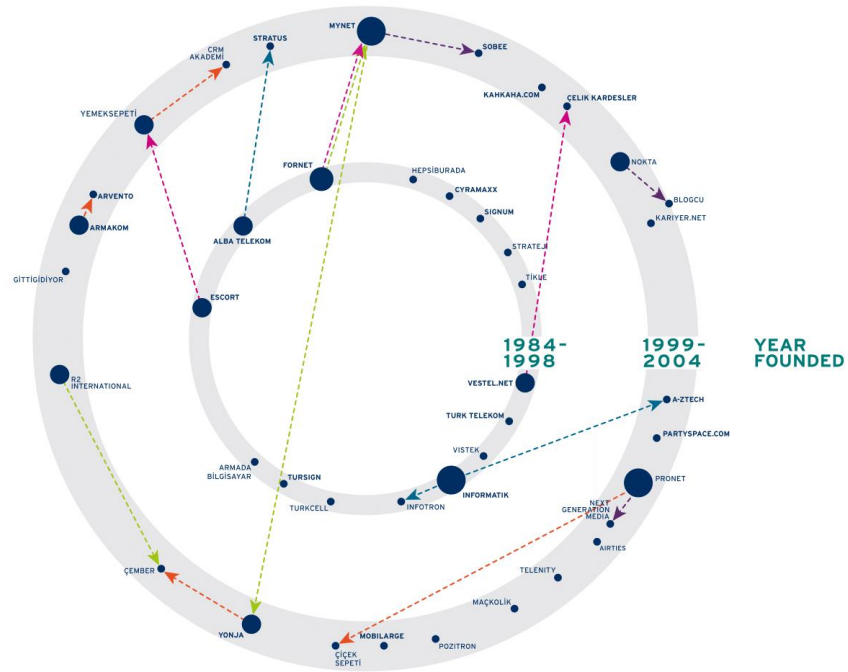 MYNET
STRATUS
CRM
AKADEMİ
SOBEE
KAHKAHA.COM
ÇELIK KARDESLER
YEMEKSEPETİ
FORNET
HEPSİBURADA
NOKTA
CYRAMAXX
ARVENTO
BLOGCU
SIGNUM
KARIYER.NET
ARMAKOM
ALBA TELEKOM
STRATEJI
GİTTİGİDİYOR
TİKLE
ESCORT
1984-
1998
1999-
2004
YEAR
FOUNDED
R2
INTERNATIONAL
VESTEL.NET
A-ZTECH
TURK TELEKOM
PARTYSPACE.COM
VISTEK
ARMADA
BİLGİSAYAR
TURSIGN
PRONET
INFORMATIK
TURKCELL
INFOTRON
NEXT
GENERATION
MEDIA
AIRTIES
ÇEMBER
TELENITY
MAÇKOLİK
YONJA
MOBILARGE
POZITRON
ÇİÇEK
SEPETİ